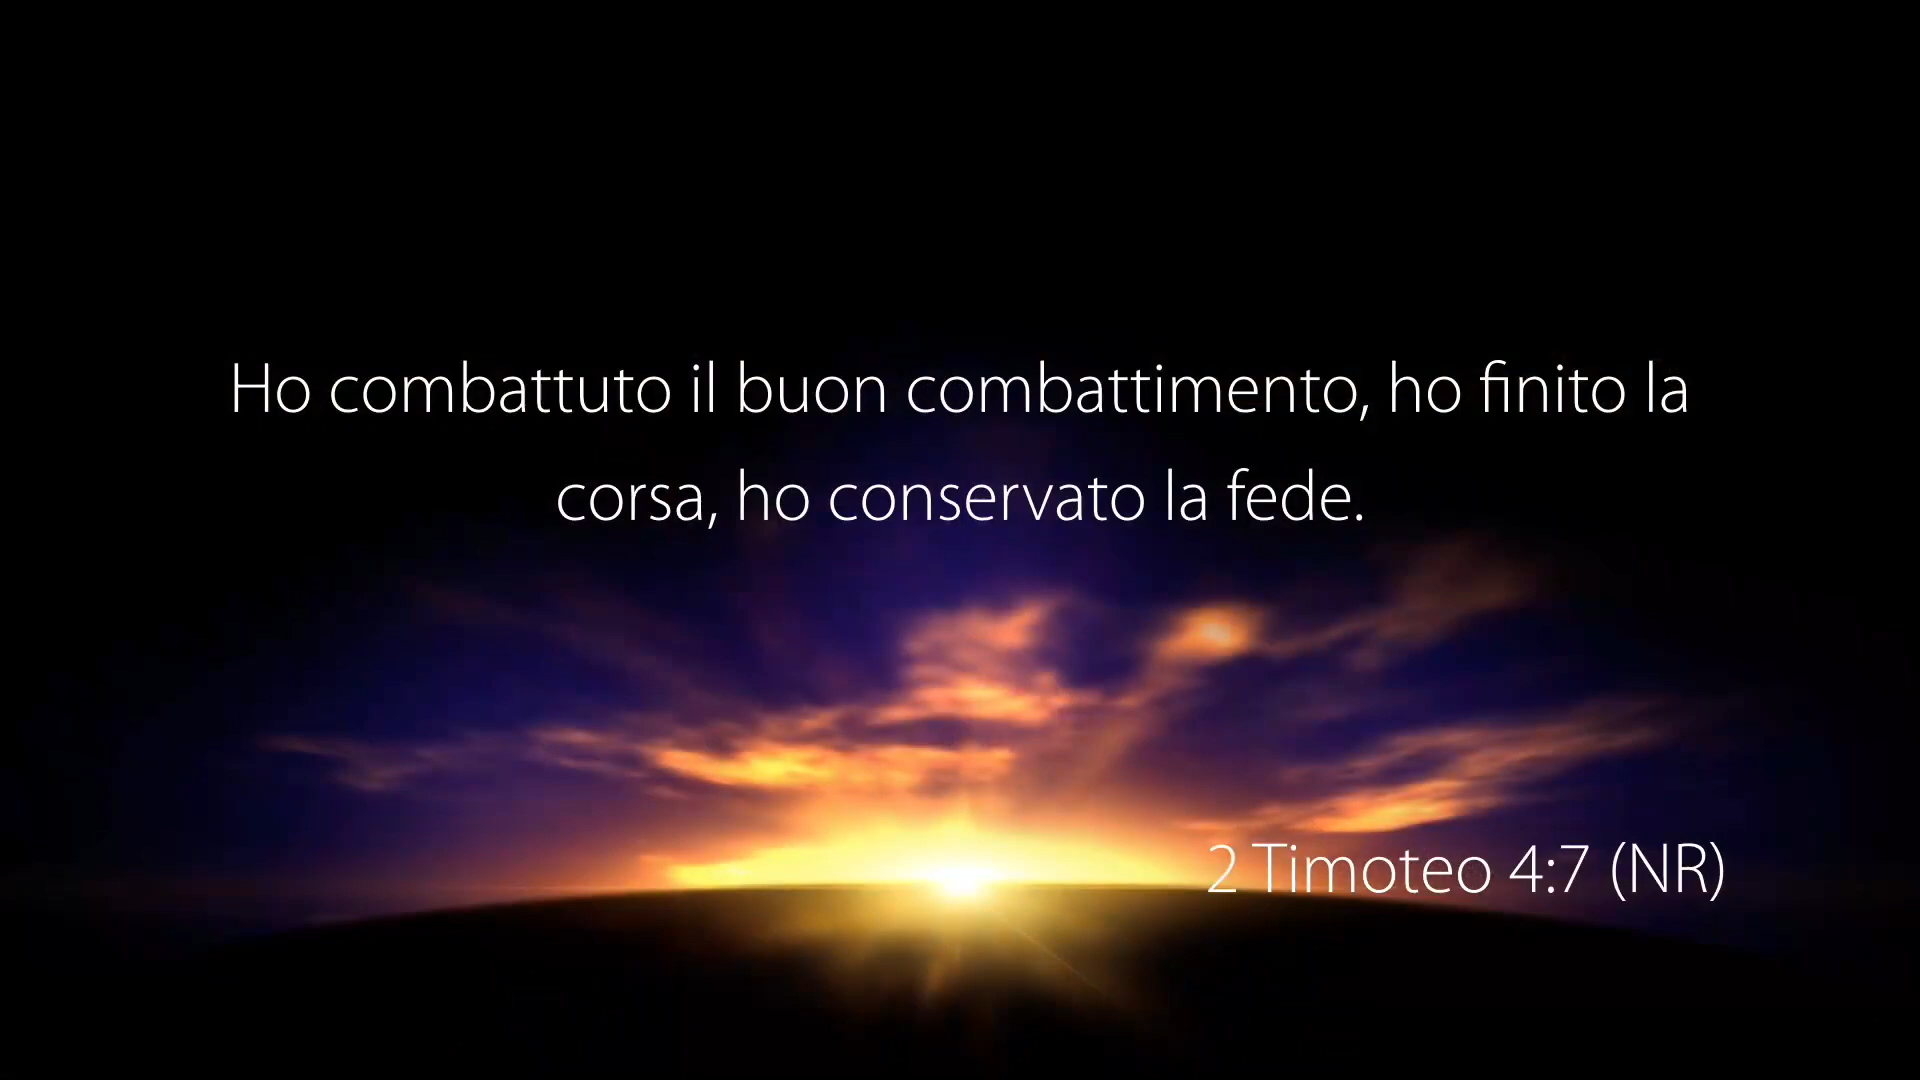 Ho combattuto il buon combattimento, ho finito la
corsa, ho conservato la fede.
2 Timoteo 4:7 (NR)